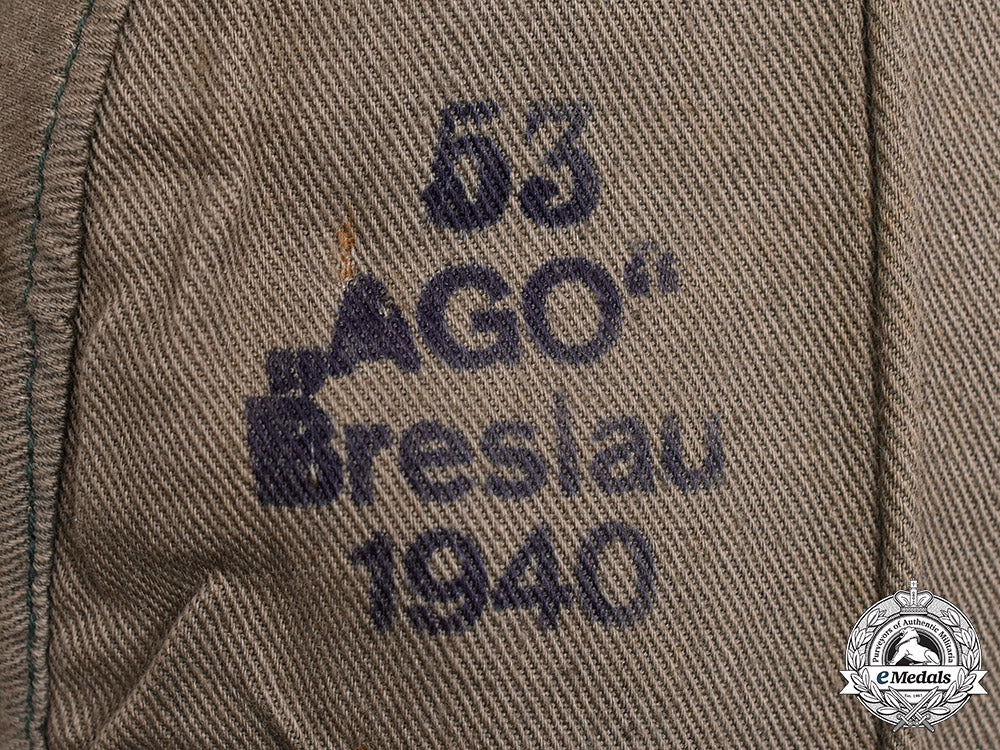 53
„AGO“
Breslau
1940
Purveyors of Authentic Militaria
eMedals